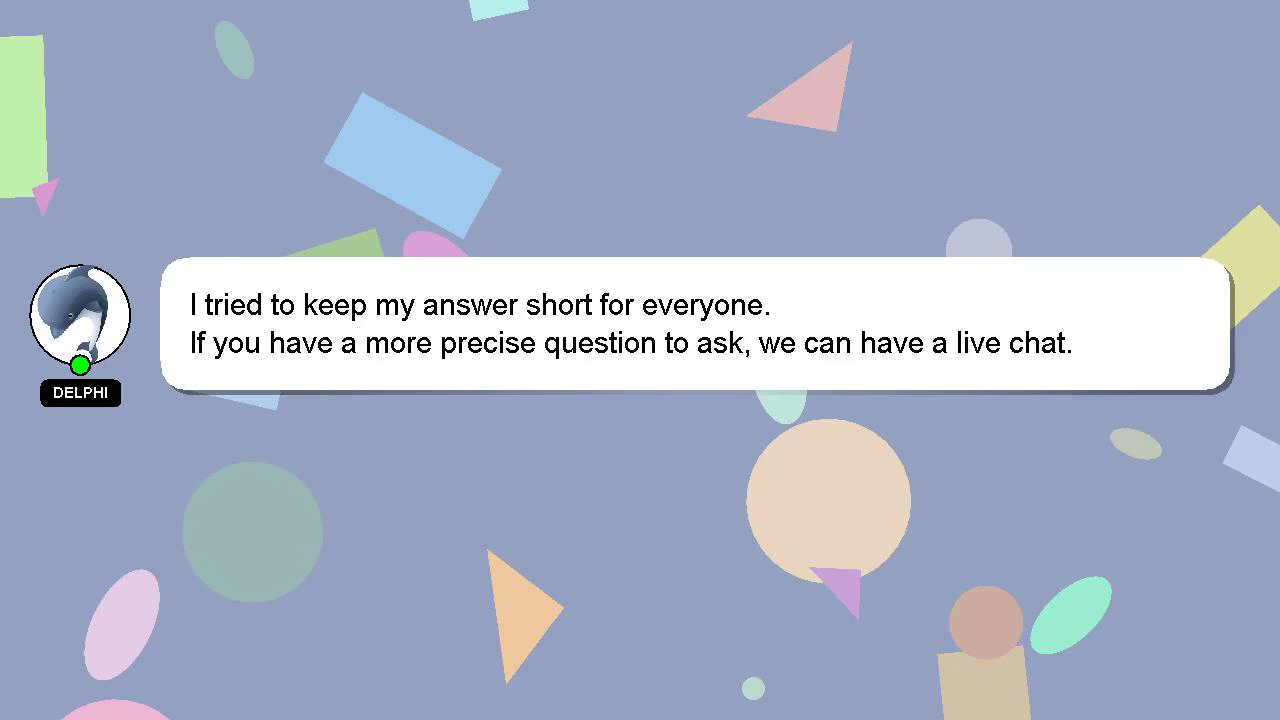 I tried to keep my answer short for everyone.
If you have a more precise question to ask, we can have a live chat.
DELPHI